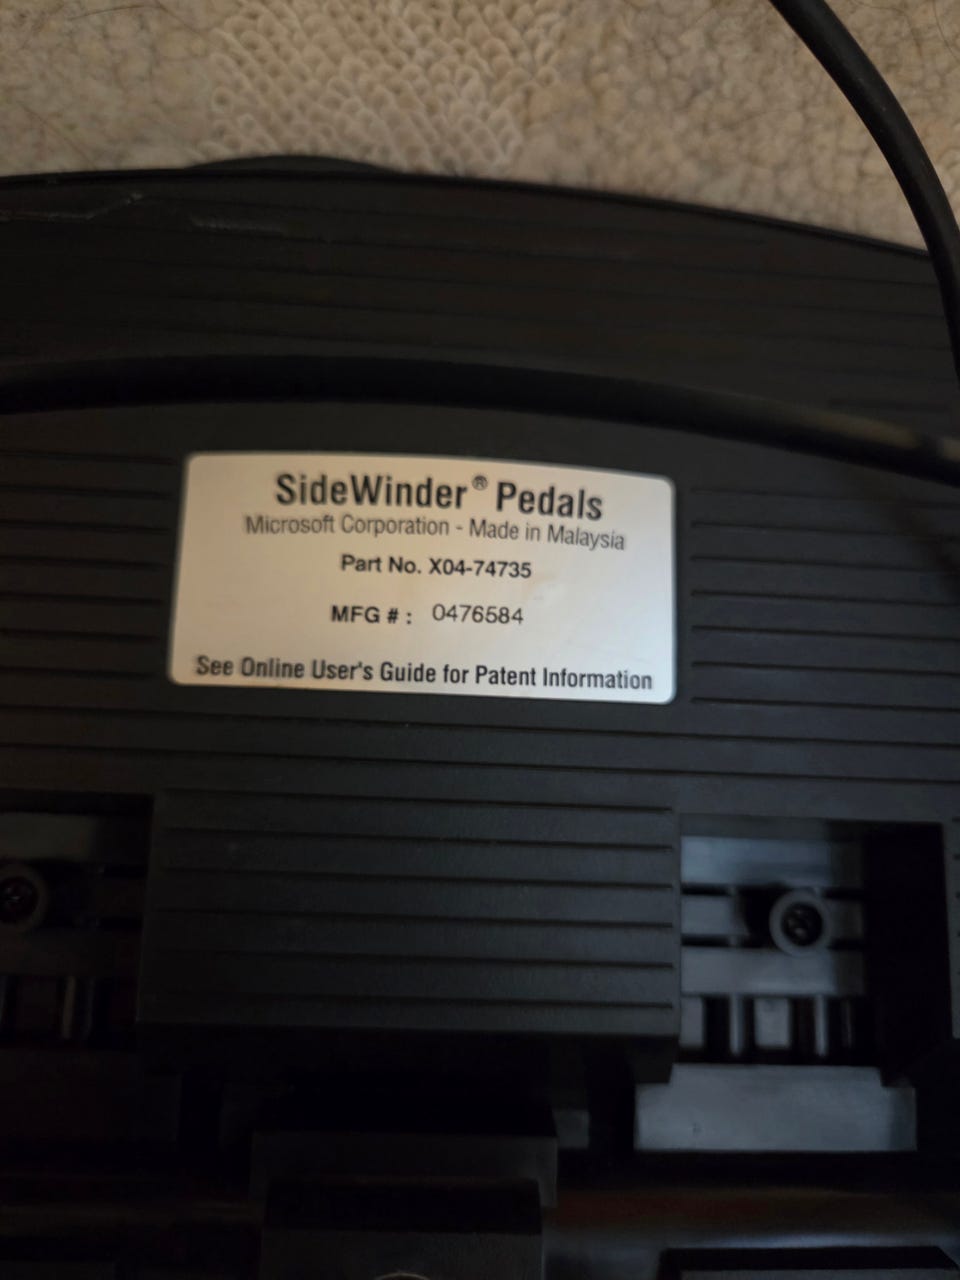 SideWinder® Pedals
Microsoft Corporation - Made in Malaysia
Part No. X04-74735
MFG # : 0476584
See Online User's Guide for Patent Information